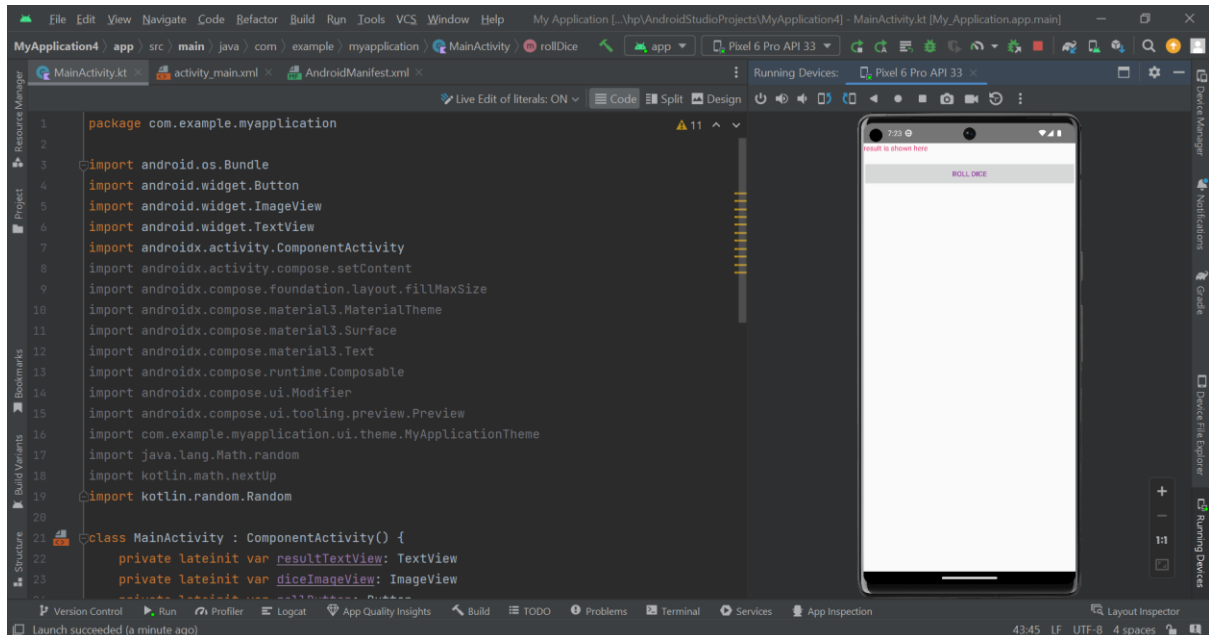 File Edit View Navigate Code Refactor Build Run Tools VCS Window Help My Application [...\hp\AndroidStudioProjects\MyApplication4] - MainActivity.kt [My_Application.app.main]
MyApplication4 app src main java com example myapplication MainActivity rollDice app Pixel 6 Pro API 33
MainActivity.kt activity_main.xml AndroidManifest.xml Running Devices: Pixel 6 Pro API 33
Live Edit of literals: ON Code Split Design
11
1 package com.example.myapplication
2
3 import android.os.Bundle
4 import android.widget.Button
5 import android.widget.ImageView
6 import android.widget.TextView
7 import androidx.activity.ComponentActivity
8 import androidx.activity.compose.setContent
9 import androidx.compose.foundation.layout.fillMaxSize
10 import androidx.compose.material3.MaterialTheme
11 import androidx.compose.material3.Surface
12 import androidx.compose.material3.Text
13 import androidx.compose.runtime.Composable
14 import androidx.compose.ui.Modifier
15 import androidx.compose.ui.tooling.preview.Preview
16 import com.example.myapplication.ui.theme.MyApplicationTheme
17 import java.lang.Math.random
18 import kotlin.math.nextUp
19 import kotlin.random.Random
20
21 class MainActivity : ComponentActivity() {
22 private lateinit var resultTextView: TextView
23 private lateinit var diceImageView: ImageView
7:23
result is shown here
ROLL DICE
1:1
Resource Manager
Project
Bookmarks
Build Variants
Structure
Device Manager
Notifications
Gradle
Device File Explorer
Running Devices
Version Control Run Profiler Logcat App Quality Insights Build TODO Problems Terminal Services App Inspection Layout Inspector
Launch succeeded (a minute ago) 43:45 LF UTF-8 4 spaces